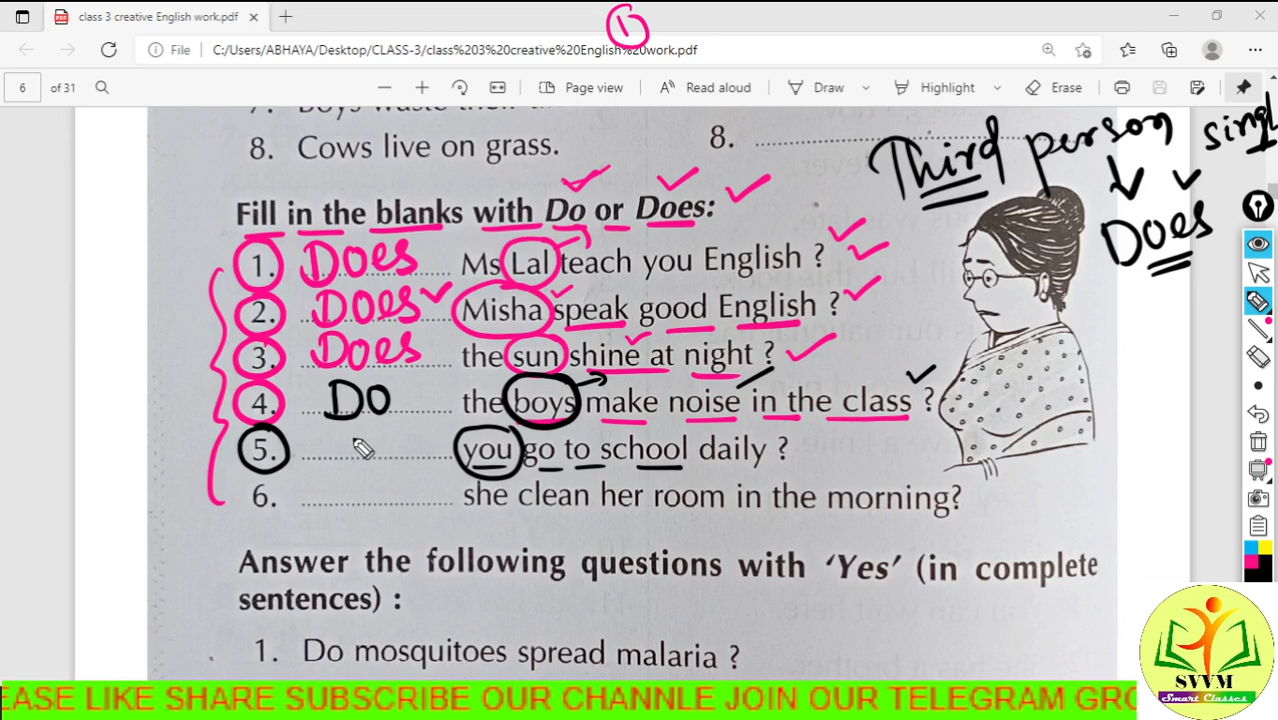 class 3 creative English work.pdf
①
File C:/Users/ABHAYA/Desktop/CLASS-3/class%203%20creative%20English%20work.pdf
6 of 31 Page view Read aloud Draw Highlight Erase
8. Cows live on grass. 8.
Third person singl
Does
Fill in the blanks with Do or Does:
1. Does Ms Lal teach you English ?
2. Does Misha speak good English ?
3. Does the sun shine at night ?
4. Do the boys make noise in the class ?
5. you go to school daily ?
6. she clean her room in the morning?
Answer the following questions with ‘Yes’ (in complete
sentences) :
1. Do mosquitoes spread malaria ?
EASE LIKE SHARE SUBSCRIBE OUR CHANNLE JOIN OUR TELEGRAM GRO
SVVM
Smart Classes